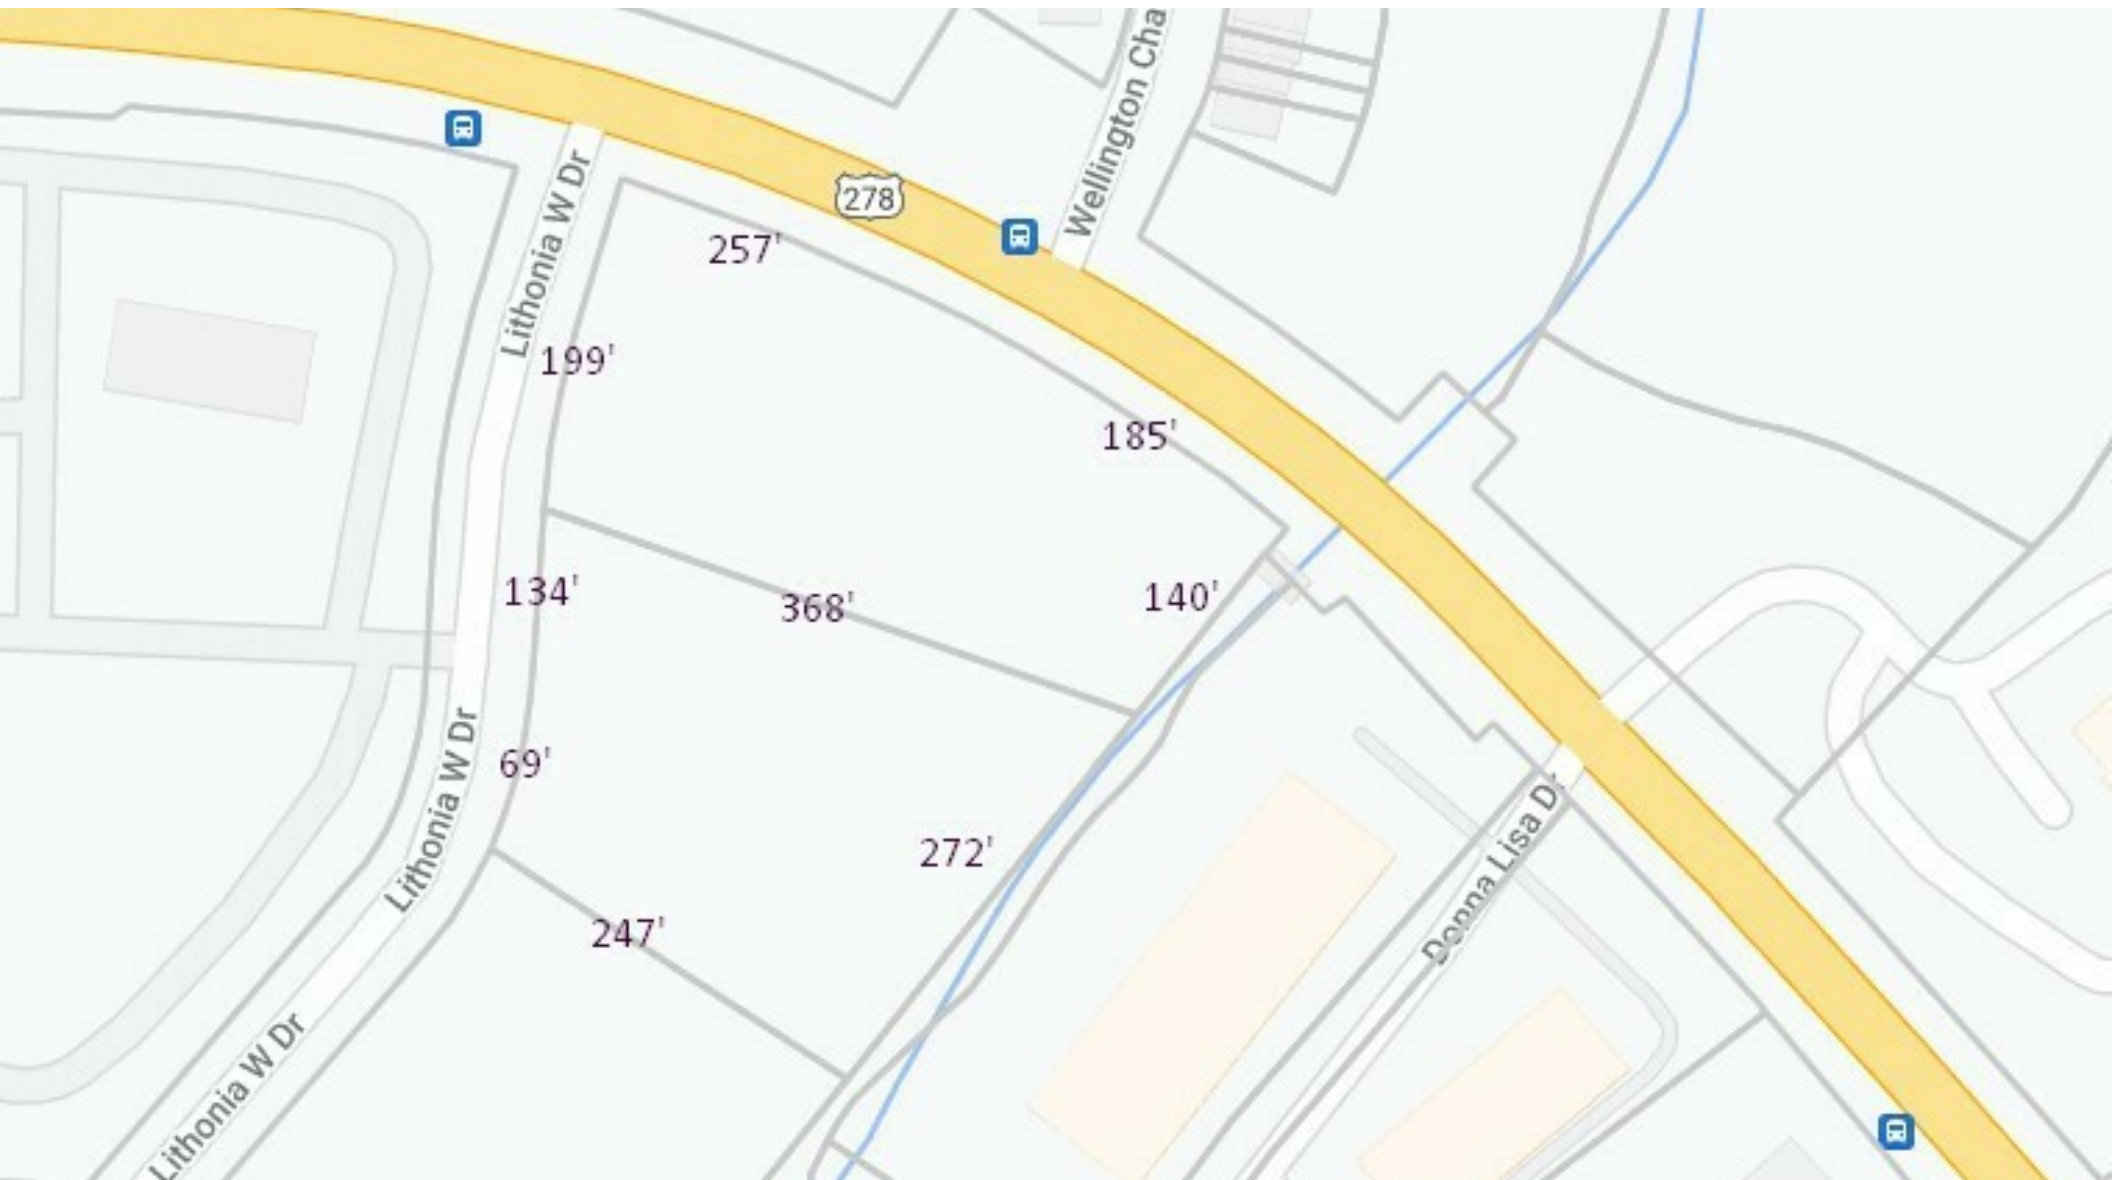 Wellington Cha
Lithonia W Dr
278
257'
199'
185'
134'
368'
140'
Lithonia W Dr
69'
272'
Donna Lisa Dr
247'
Lithonia W Dr